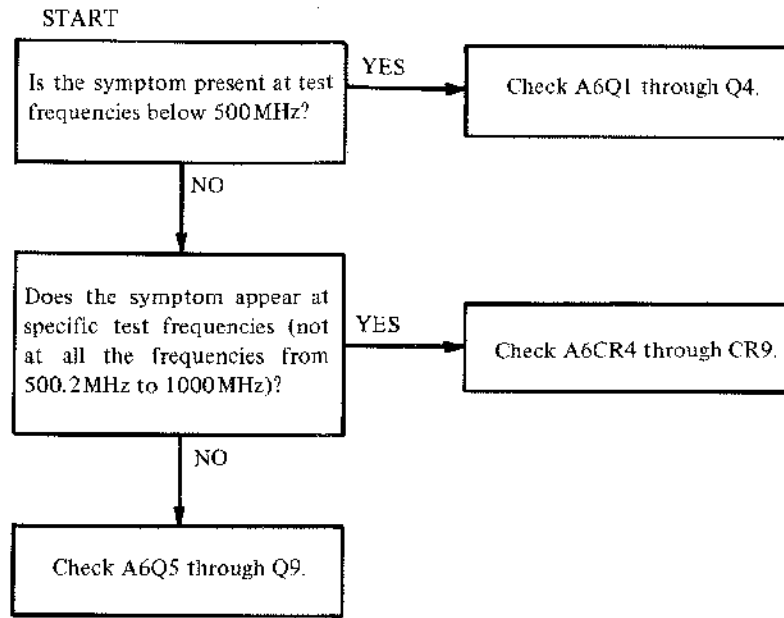 START
Is the symptom present at test
frequencies below 500MHz?
YES
Check A6Q1 through Q4.
NO
Does the symptom appear at
specific test frequencies (not
at all the frequencies from
500.2MHz to 1000MHz)?
YES
Check A6CR4 through CR9.
NO
Check A6Q5 through Q9.